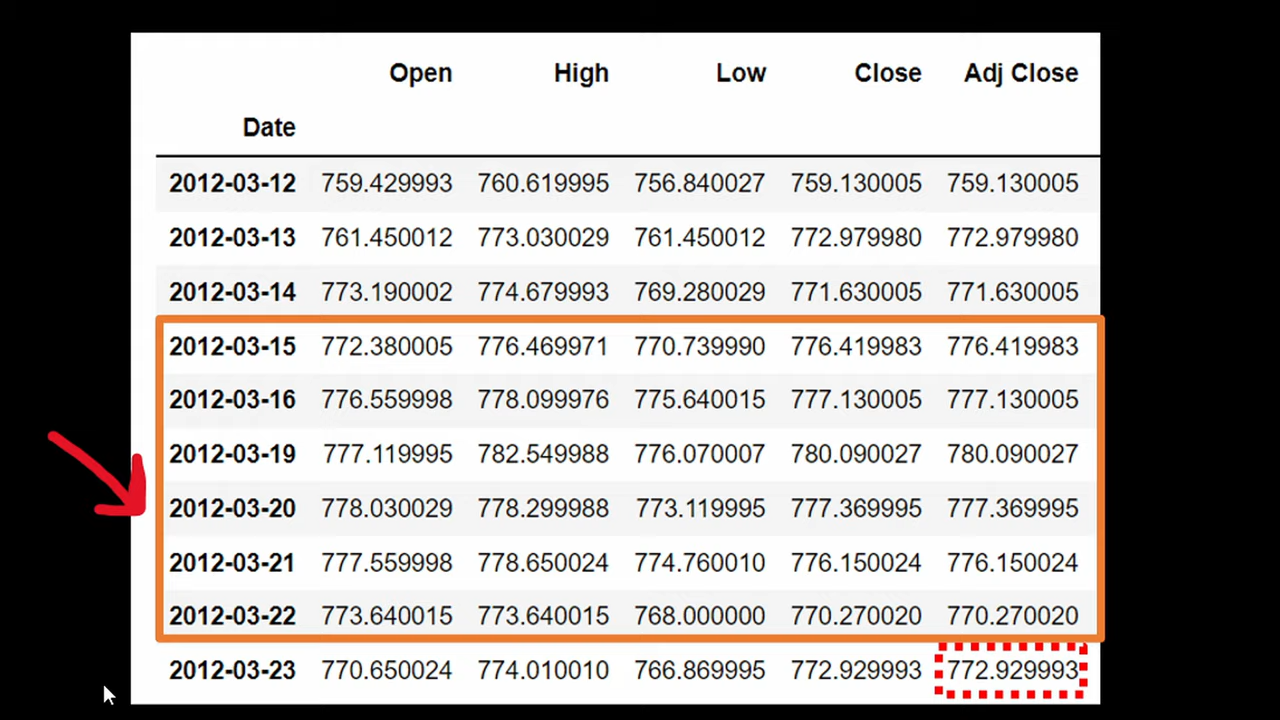 Open High Low Close Adj Close
Date
2012-03-12 759.429993 760.619995 756.840027 759.130005 759.130005
2012-03-13 761.450012 773.030029 761.450012 772.979980 772.979980
2012-03-14 773.190002 774.679993 769.280029 771.630005 771.630005
2012-03-15 772.380005 776.469971 770.739990 776.419983 776.419983
2012-03-16 776.559998 778.099976 775.640015 777.130005 777.130005
2012-03-19 777.119995 782.549988 776.070007 780.090027 780.090027
2012-03-20 778.030029 778.299988 773.119995 777.369995 777.369995
2012-03-21 777.559998 778.650024 774.760010 776.150024 776.150024
2012-03-22 773.640015 773.640015 768.000000 770.270020 770.270020
2012-03-23 770.650024 774.010010 766.869995 772.929993 772.929993